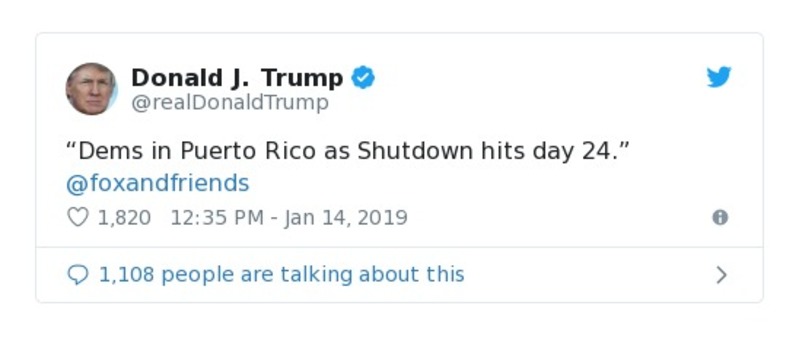 Donald J. Trump
@realDonaldTrump
“Dems in Puerto Rico as Shutdown hits day 24.”
@foxandfriends
1,820 12:35 PM - Jan 14, 2019
1,108 people are talking about this